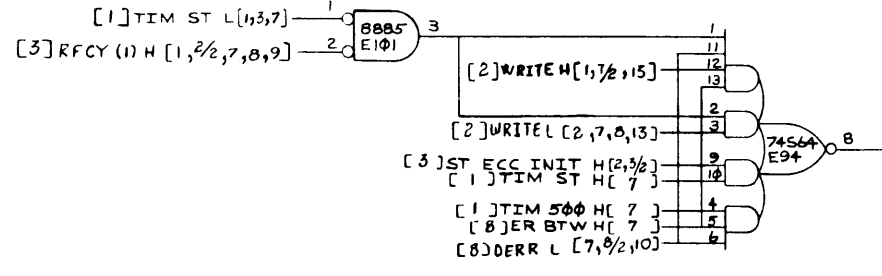 [1]TIM ST L[1,3,7] 1
8885
E101
3
[3]RFCY (1) H [1,2/2,7,8,9] 2
1
11
[2]WRITE H[1,7/2,15] 12
13
2
[2]WRITE L [2,7,8,13] 3
74S64
E94
8
[3]ST ECC INIT H[2,3/2] 9
[1]TIM ST H[ 7 ] 10
[1]TIM 500 H[ 7 ] 4
[8]ER BTW H[ 7 ] 5
[8]DERR L [7,8/2,10] 6